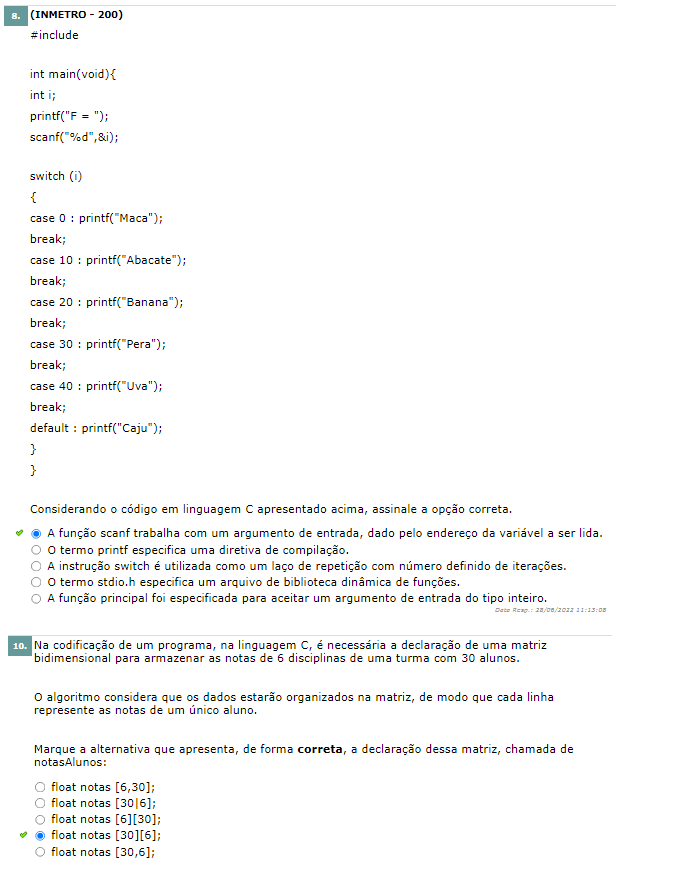 8. (INMETRO - 200)
#include
int main(void){
int i;
printf("F = ");
scanf("%d",&i);
switch (i)
{
case 0 : printf("Maca");
break;
case 10 : printf("Abacate");
break;
case 20 : printf("Banana");
break;
case 30 : printf("Pera");
break;
case 40 : printf("Uva");
break;
default : printf("Caju");
}
}
Considerando o código em linguagem C apresentado acima, assinale a opção correta.
A função scanf trabalha com um argumento de entrada, dado pelo endereço da variável a ser lida.
O termo printf especifica uma diretiva de compilação.
A instrução switch é utilizada como um laço de repetição com número definido de iterações.
O termo stdio.h especifica um arquivo de biblioteca dinâmica de funções.
A função principal foi especificada para aceitar um argumento de entrada do tipo inteiro.
Data Resp.: 28/06/2022 11:13:08
10. Na codificação de um programa, na linguagem C, é necessária a declaração de uma matriz
bidimensional para armazenar as notas de 6 disciplinas de uma turma com 30 alunos.
O algoritmo considera que os dados estarão organizados na matriz, de modo que cada linha
represente as notas de um único aluno.
Marque a alternativa que apresenta, de forma correta, a declaração dessa matriz, chamada de
notasAlunos:
float notas [6,30];
float notas [30|6];
float notas [6][30];
float notas [30][6];
float notas [30,6];